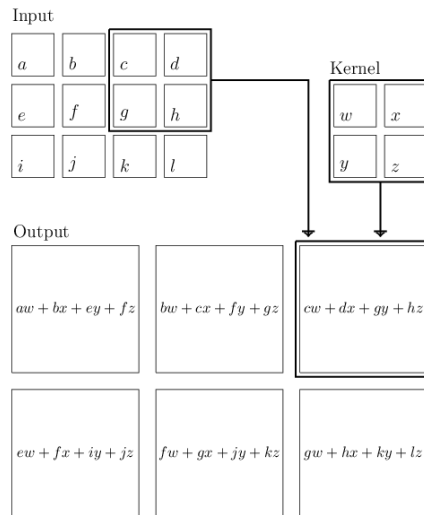 Input
a b c d
Kernel
e f g h
w x
i j k l
y z
Output
aw + bx + ey + fz bw + cx + fy + gz cw + dx + gy + hz
ew + fx + iy + jz fw + gx + jy + kz gw + hx + ky + lz